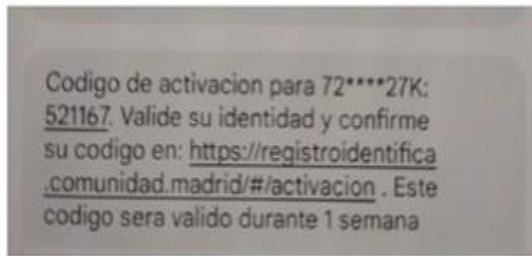 Codigo de activacion para 72****27K:
521167. Valide su identidad y confirme
su codigo en: https://registroidentifica
.comunidad.madrid/#/activacion . Este
codigo sera valido durante 1 semana